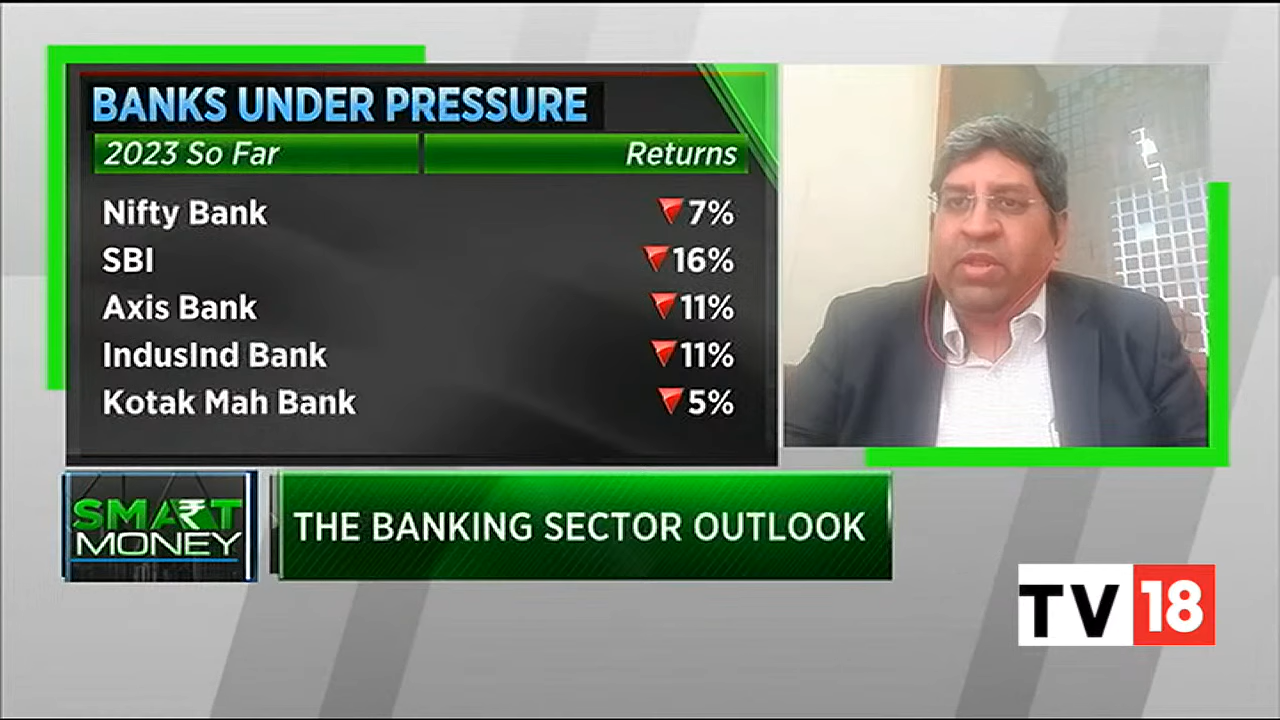 BANKS UNDER PRESSURE
2023 So Far Returns
Nifty Bank 7%
SBI 16%
Axis Bank 11%
IndusInd Bank 11%
Kotak Mah Bank 5%
SMA₹T
MONEY
THE BANKING SECTOR OUTLOOK
TV18